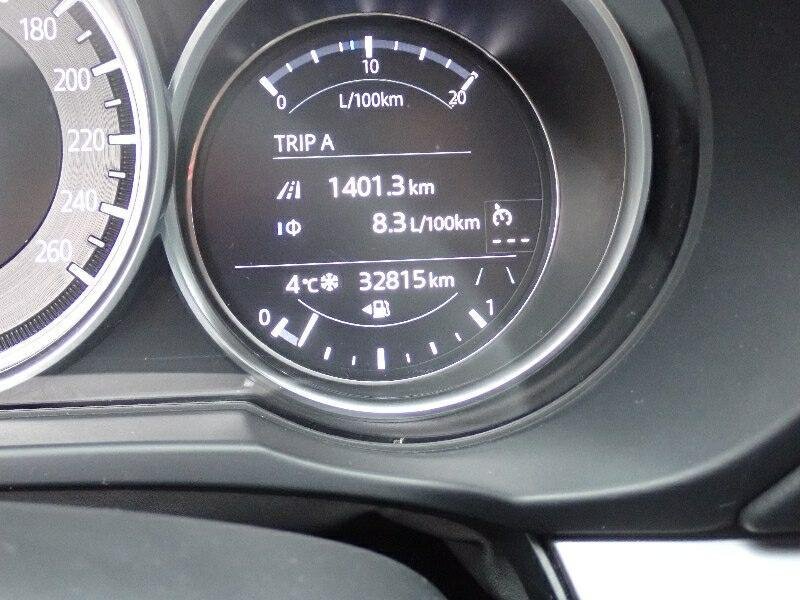 180
200
220
240
260
10
0 20
L/100km
TRIP A
1401.3 km
Φ 8.3 L/100km
---
4°C 32815 km
0 1